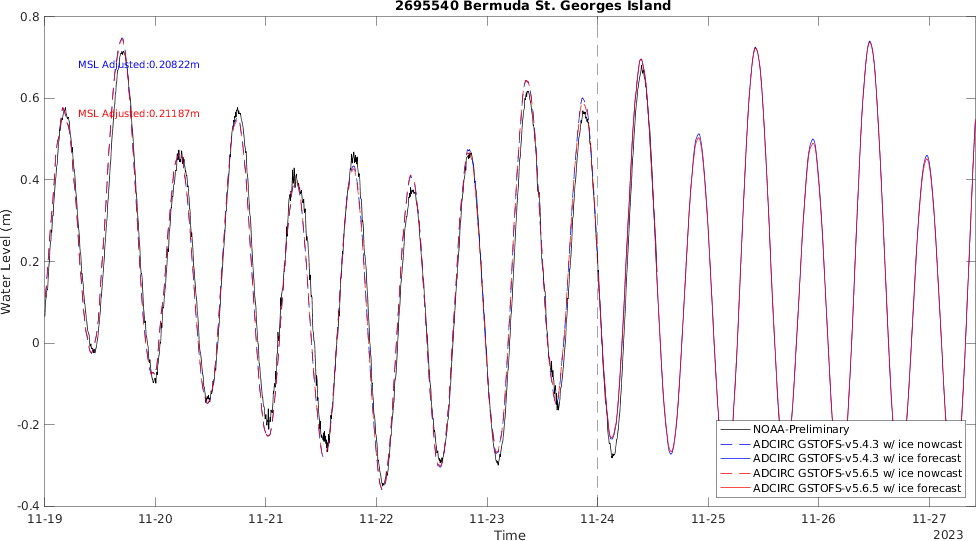 2695540 Bermuda St. Georges Island
0.8
0.6
0.4
0.2
0
-0.2
-0.4
Water Level (m)
MSL Adjusted:0.20822m
MSL Adjusted:0.21187m
NOAA-Preliminary
ADCIRC GSTOFS-v5.4.3 w/ ice nowcast
ADCIRC GSTOFS-v5.4.3 w/ ice forecast
ADCIRC GSTOFS-v5.6.5 w/ ice nowcast
ADCIRC GSTOFS-v5.6.5 w/ ice forecast
11-19 11-20 11-21 11-22 11-23 11-24 11-25 11-26 11-27
Time
2023